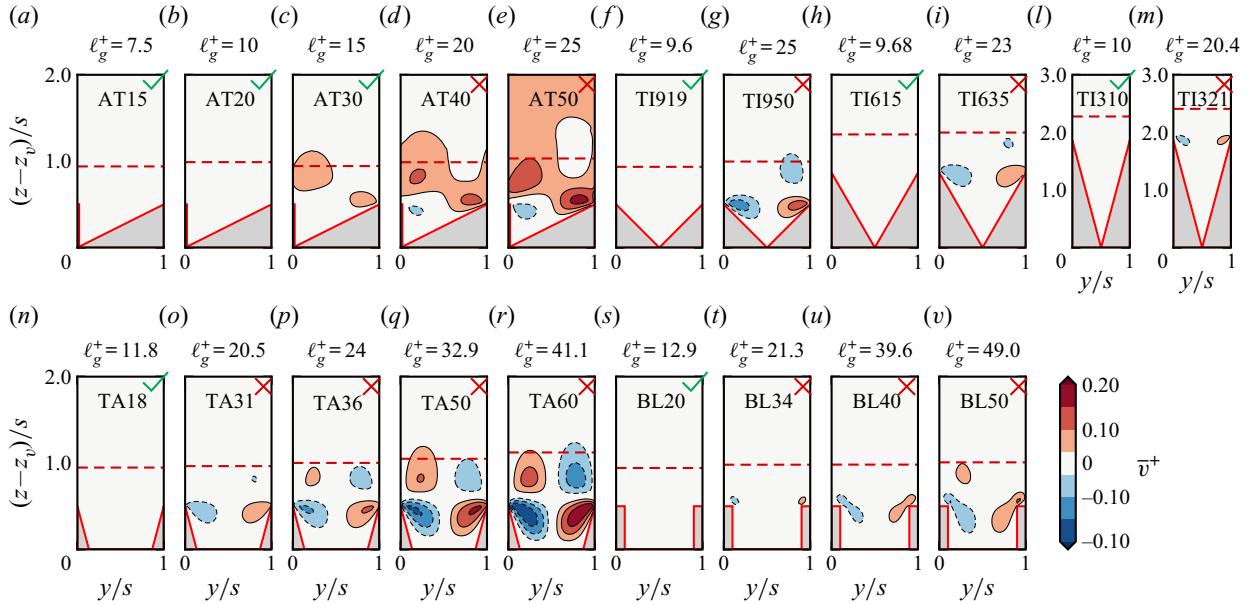 (a) (b) (c) (d) (e) (f) (g) (h) (i) (l) (m)
ℓg+ = 7.5 ℓg+ = 10 ℓg+ = 15 ℓg+ = 20 ℓg+ = 25 ℓg+ = 9.6 ℓg+ = 25 ℓg+ = 9.68 ℓg+ = 23 ℓg+ = 10 ℓg+ = 20.4
2.0 3.0 3.0
AT15 AT20 AT30 AT40 AT50 TI919 TI950 TI615 TI635 TI310 TI321
2.0 2.0
1.0 1.0 1.0
(z−zv)/s
0 1 0 1 0 1 0 1 0 1 0 1 0 1 0 1 0 1 0 1 0 1
y/s y/s
(n) (o) (p) (q) (r) (s) (t) (u) (v)
ℓg+ = 11.8 ℓg+ = 20.5 ℓg+ = 24 ℓg+ = 32.9 ℓg+ = 41.1 ℓg+ = 12.9 ℓg+ = 21.3 ℓg+ = 39.6 ℓg+ = 49.0
2.0 0.20
TA18 TA31 TA36 TA50 TA60 BL20 BL34 BL40 BL50
0.10
1.0 0 v̅+
(z−zv)/s
−0.10
−0.10
0 1 0 1 0 1 0 1 0 1 0 1 0 1 0 1 0 1
y/s y/s y/s y/s y/s y/s y/s y/s y/s